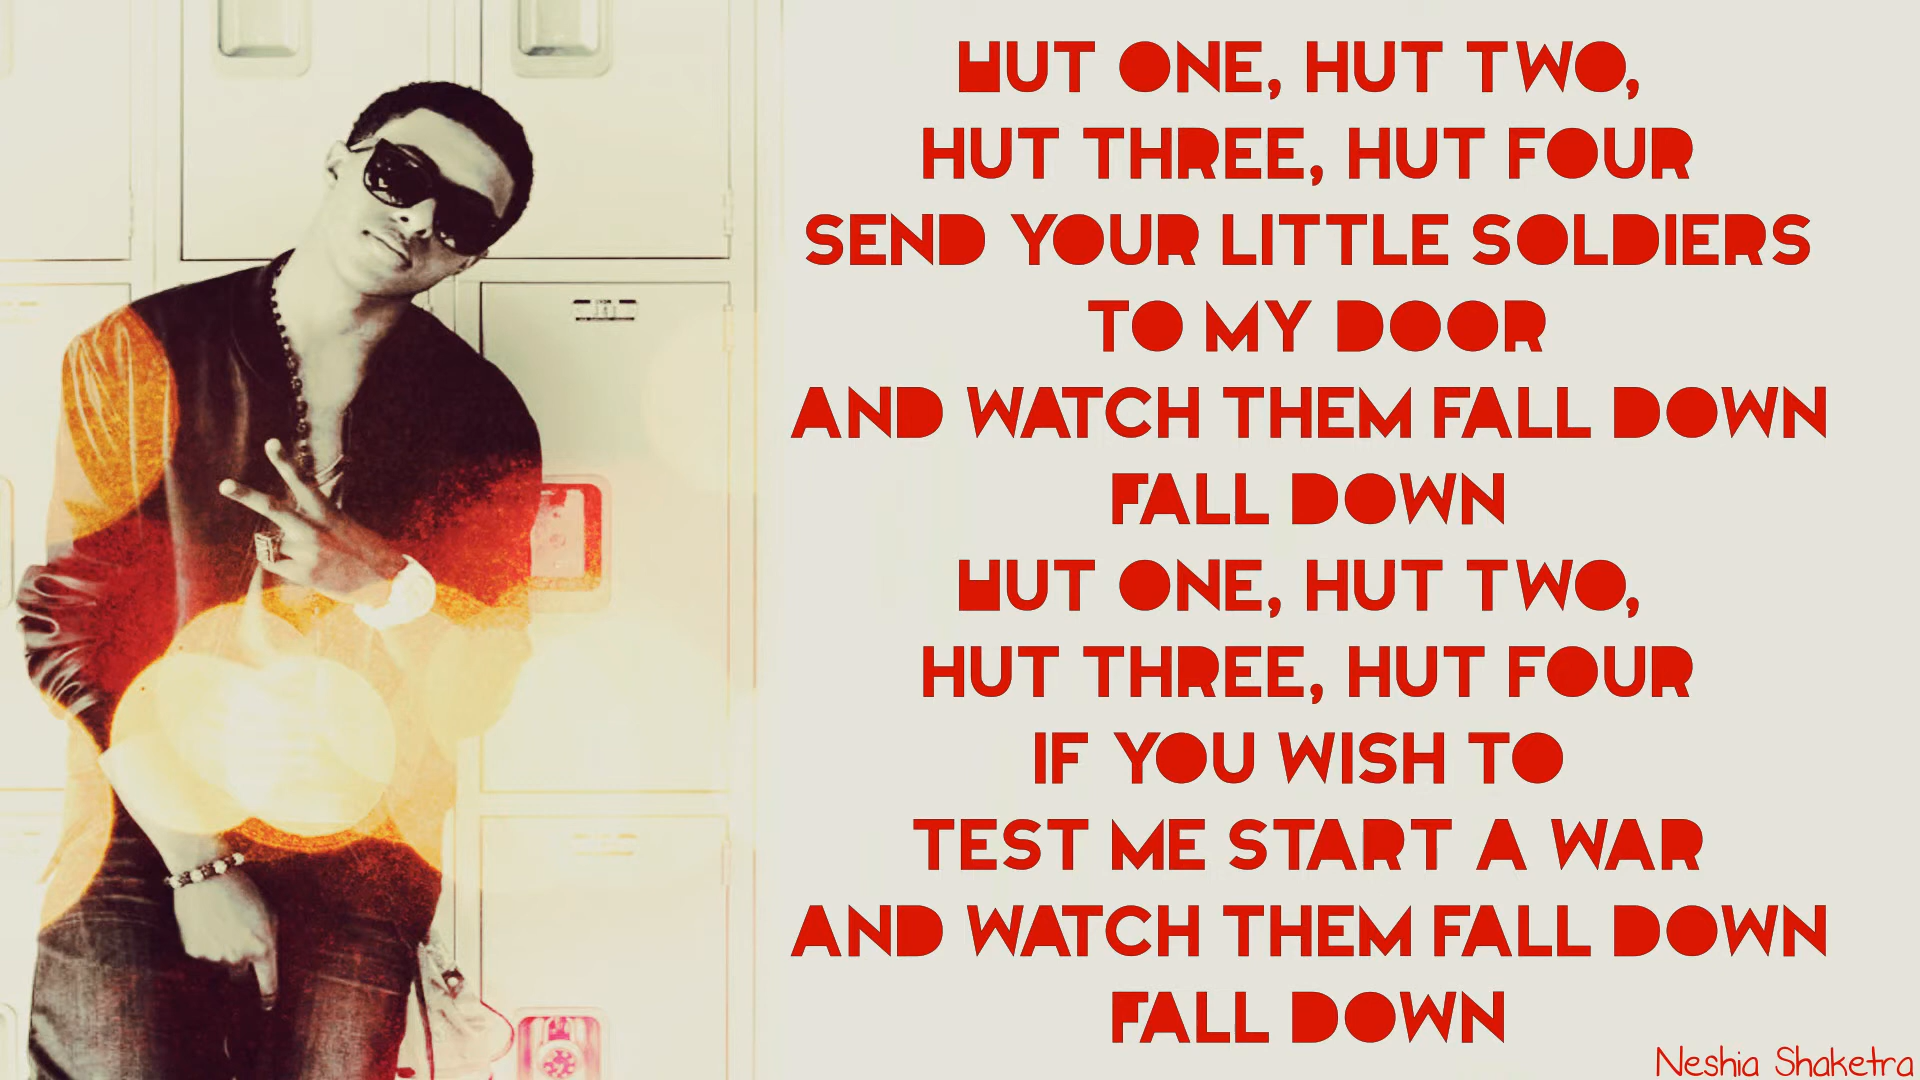 HUT ONE, HUT TWO,
HUT THREE, HUT FOUR
SEND YOUR LITTLE SOLDIERS
TO MY DOOR
AND WATCH THEM FALL DOWN
FALL DOWN
HUT ONE, HUT TWO,
HUT THREE, HUT FOUR
IF YOU WISH TO
TEST ME START A WAR
AND WATCH THEM FALL DOWN
FALL DOWN
Neshia Shaketra